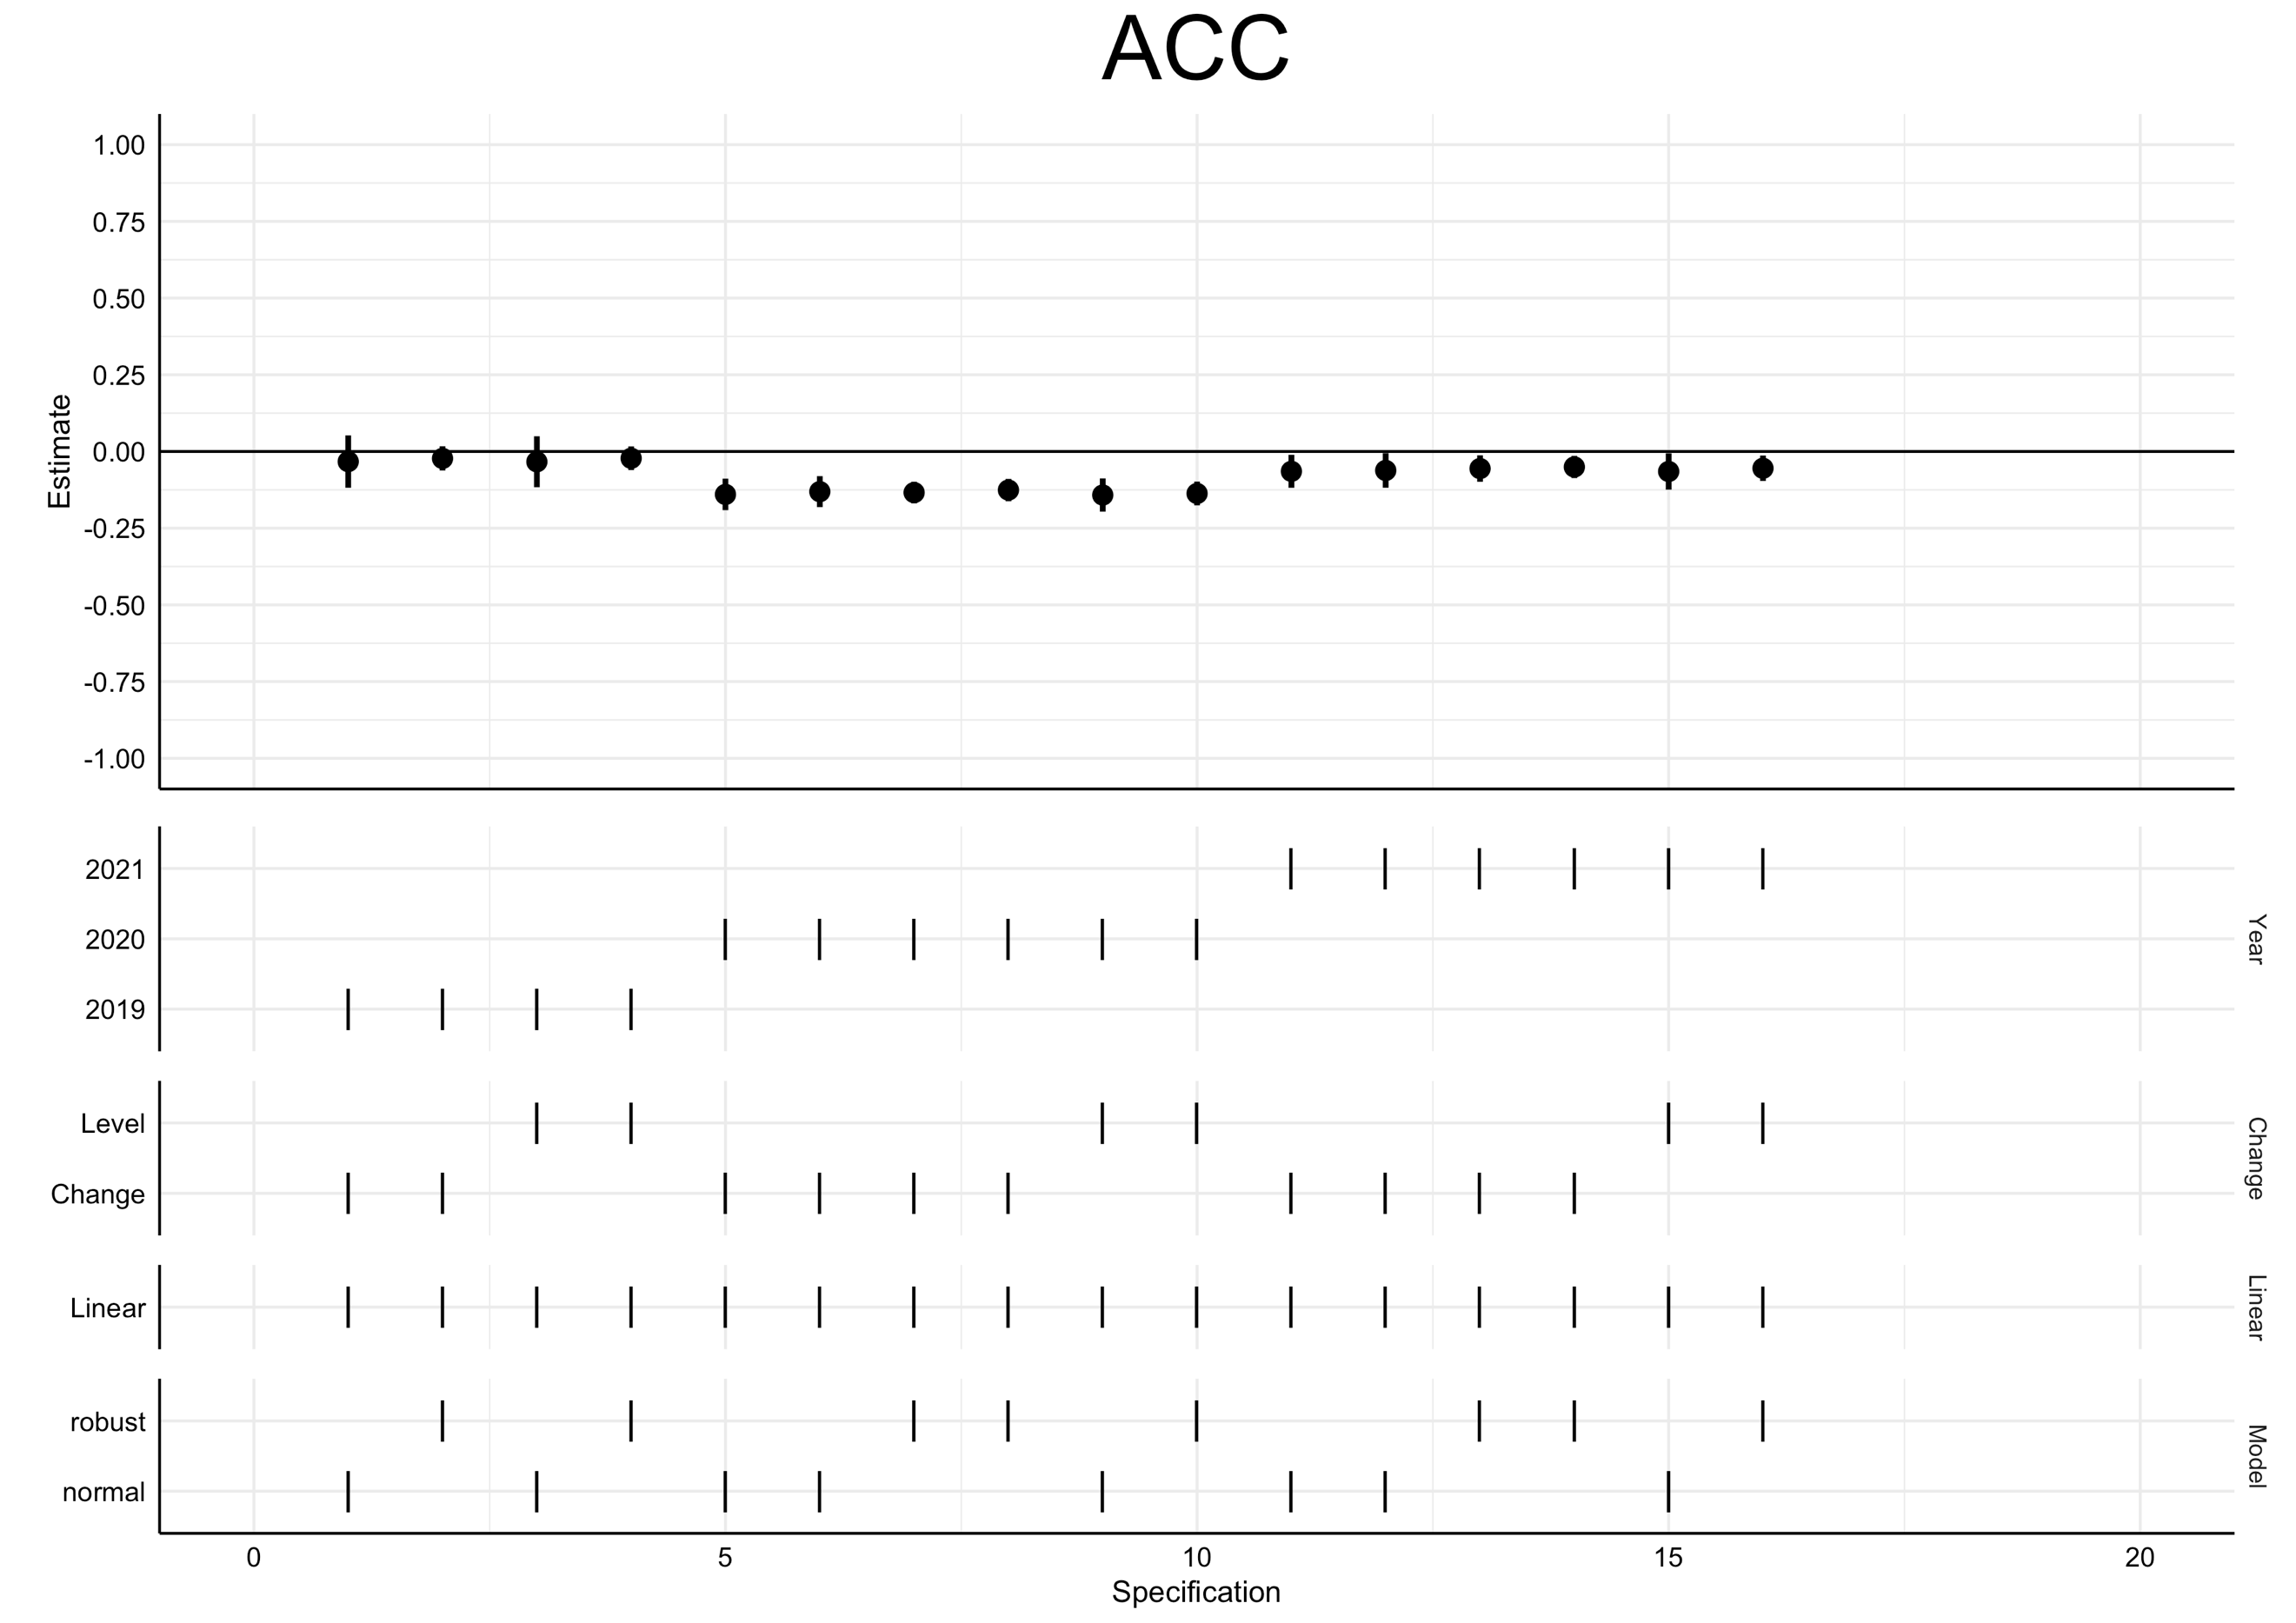 ACC
1.00
0.75
0.50
0.25
0.00
-0.25
-0.50
-0.75
-1.00
Estimate
2021
2020
2019
Year
Level
Change
Change
Linear
Linear
robust
normal
Model
0 5 10 15 20
Specification